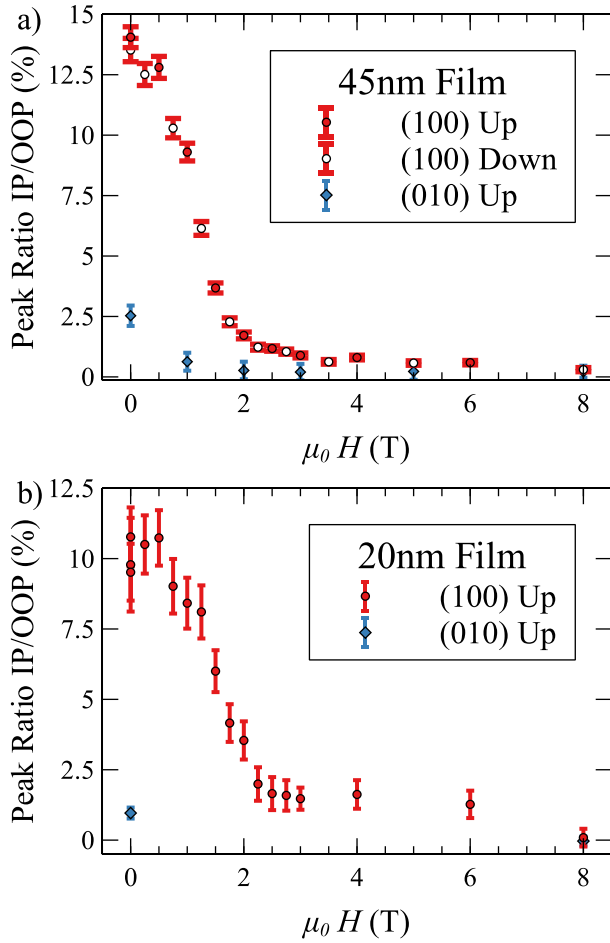 a)
Peak Ratio IP/OOP (%)
15
12.5
10
7.5
5
2.5
0
45nm Film
(100) Up
(100) Down
(010) Up
0 2 4 6 8
μ₀ H (T)
b)
Peak Ratio IP/OOP (%)
12.5
10
7.5
5
2.5
0
20nm Film
(100) Up
(010) Up
0 2 4 6 8
μ₀ H (T)